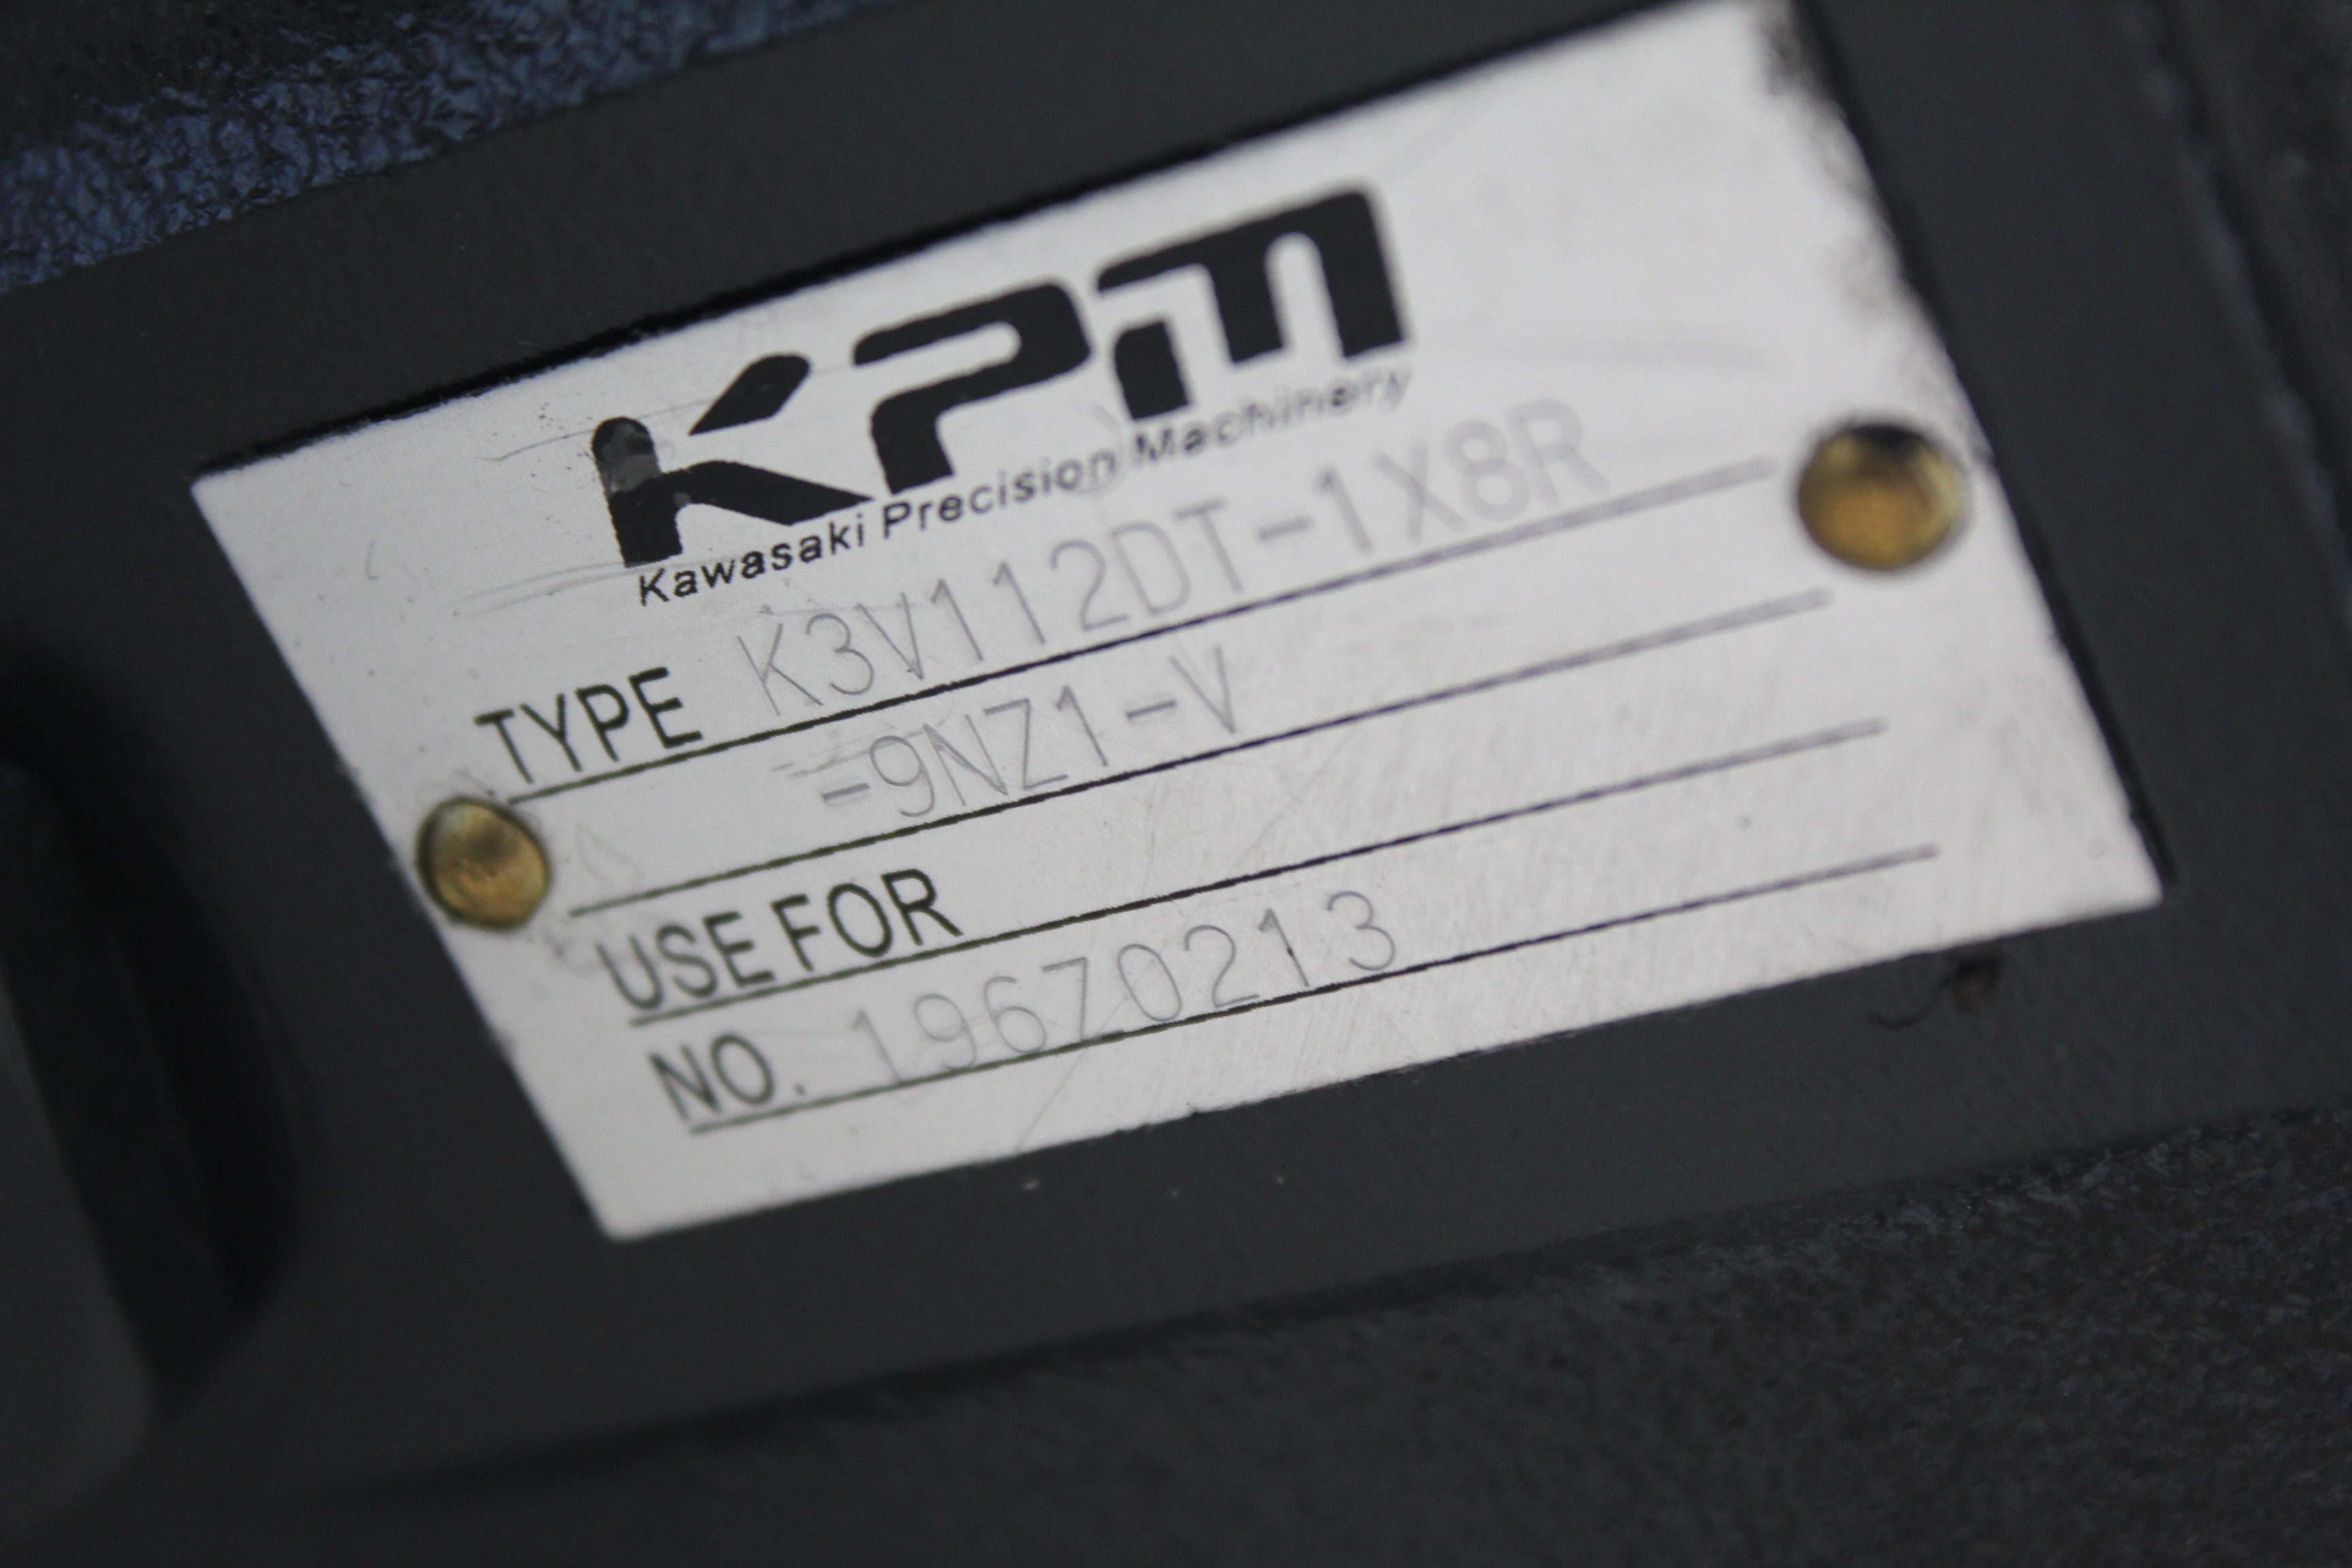 KPM
Kawasaki Precision Machinery
TYPE K3V112DT-1X8R
-9NZ1-V
USE FOR
NO. 19670213